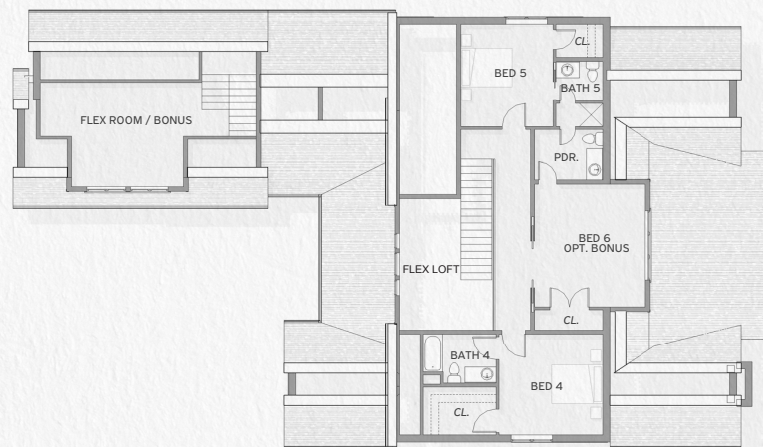 CL.
BED 5
BATH 5
FLEX ROOM / BONUS
PDR.
BED 6
OPT. BONUS
FLEX LOFT
CL.
BATH 4
BED 4
CL.